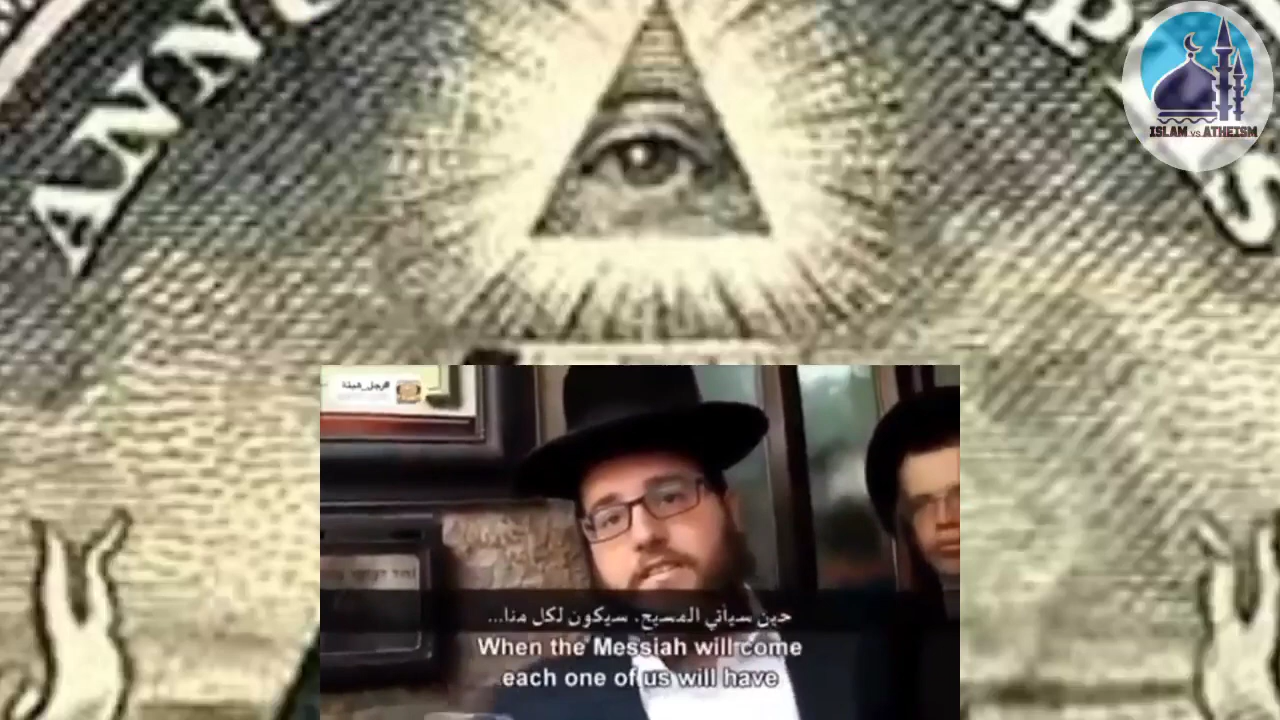 ANNU
ISLAM VS. ATHEISM
حين سيأتي المسيح، سيكون لكل منا...
When the Messiah will come
each one of us will have